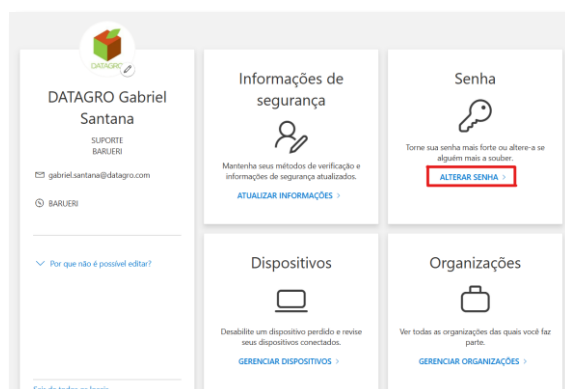 DATAGRO
DATAGRO Gabriel
Santana
SUPORTE
BARUERI
gabriel.santana@datagro.com
BARUERI
Por que não é possível editar?
Informações de
segurança
Mantenha seus métodos de verificação e
informações de segurança atualizados.
ATUALIZAR INFORMAÇÕES >
Senha
Torne sua senha mais forte ou altere-a se
alguém mais a souber.
ALTERAR SENHA >
Dispositivos
Desabilite um dispositivo perdido e revise
seus dispositivos conectados.
GERENCIAR DISPOSITIVOS >
Organizações
Ver todas as organizações das quais você faz
parte.
GERENCIAR ORGANIZAÇÕES >